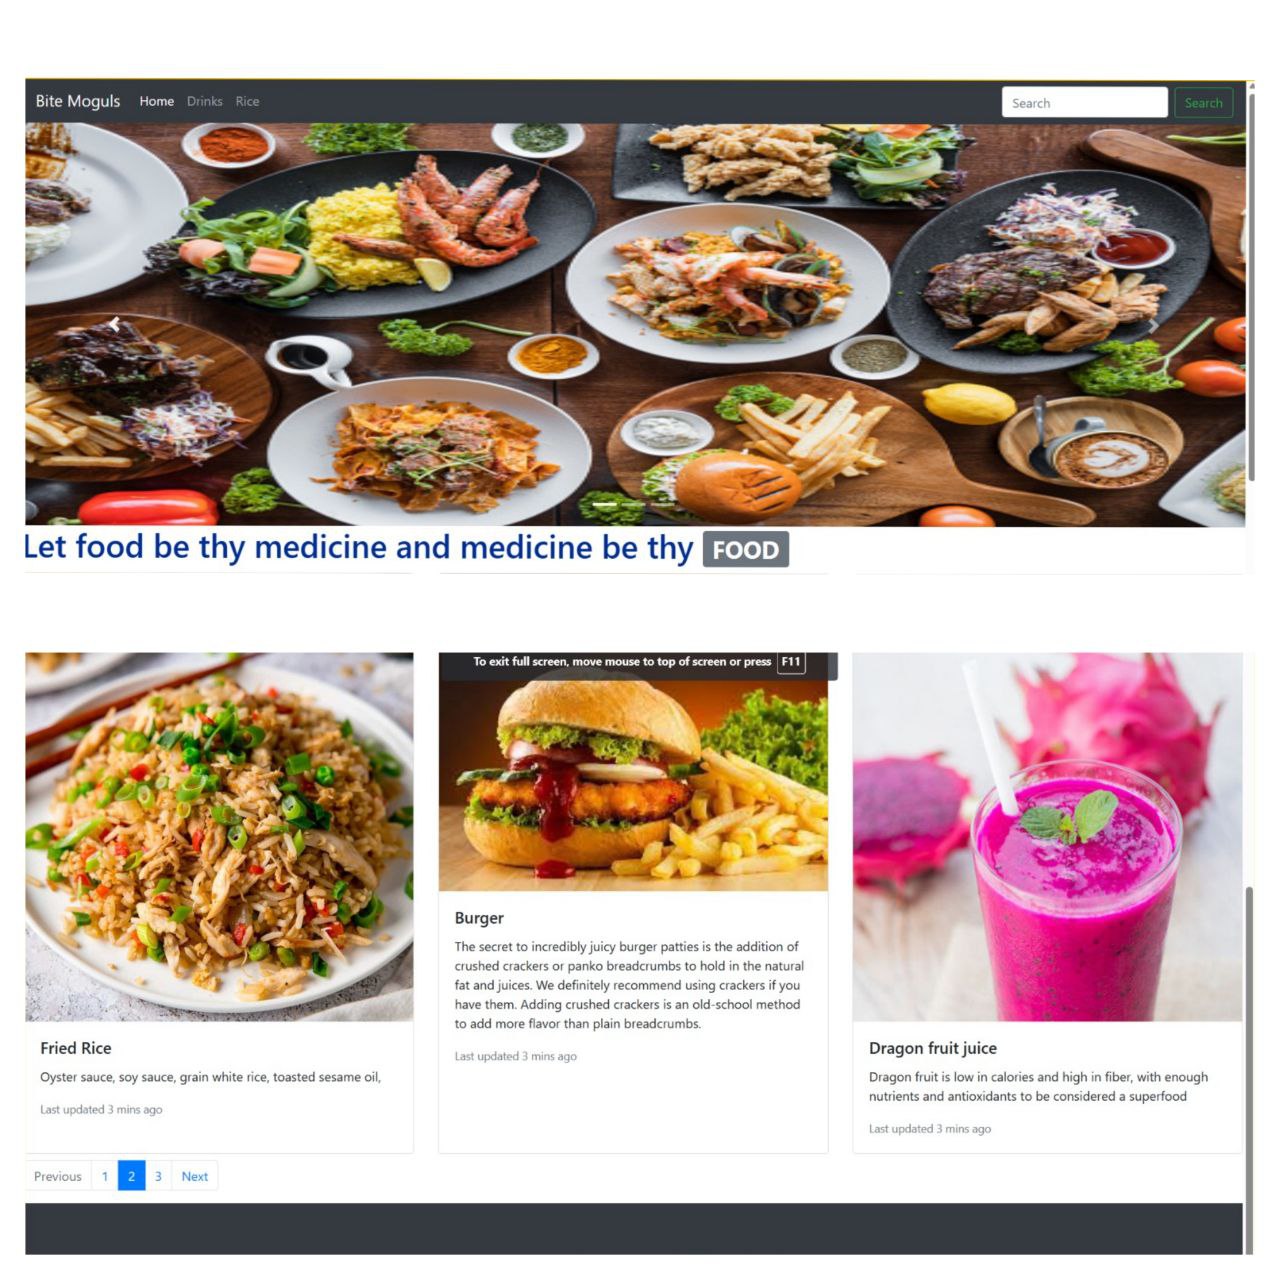 Bite Moguls Home Drinks Rice Search Search
Let food be thy medicine and medicine be thy FOOD
To exit full screen, move mouse to top of screen or press F11
Fried Rice
Oyster sauce, soy sauce, grain white rice, toasted sesame oil,
Last updated 3 mins ago
Burger
The secret to incredibly juicy burger patties is the addition of
crushed crackers or panko breadcrumbs to hold in the natural
fat and juices. We definitely recommend using crackers if you
have them. Adding crushed crackers is an old-school method
to add more flavor than plain breadcrumbs.
Last updated 3 mins ago
Dragon fruit juice
Dragon fruit is low in calories and high in fiber, with enough
nutrients and antioxidants to be considered a superfood
Last updated 3 mins ago
Previous 1 2 3 Next